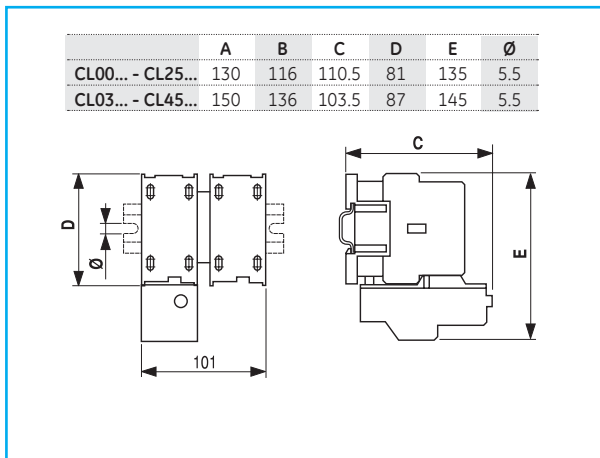 A B C D E Ø
CL00... - CL25... 130 116 110.5 81 135 5.5
CL03... - CL45... 150 136 103.5 87 145 5.5
C
D
Ø
E
101